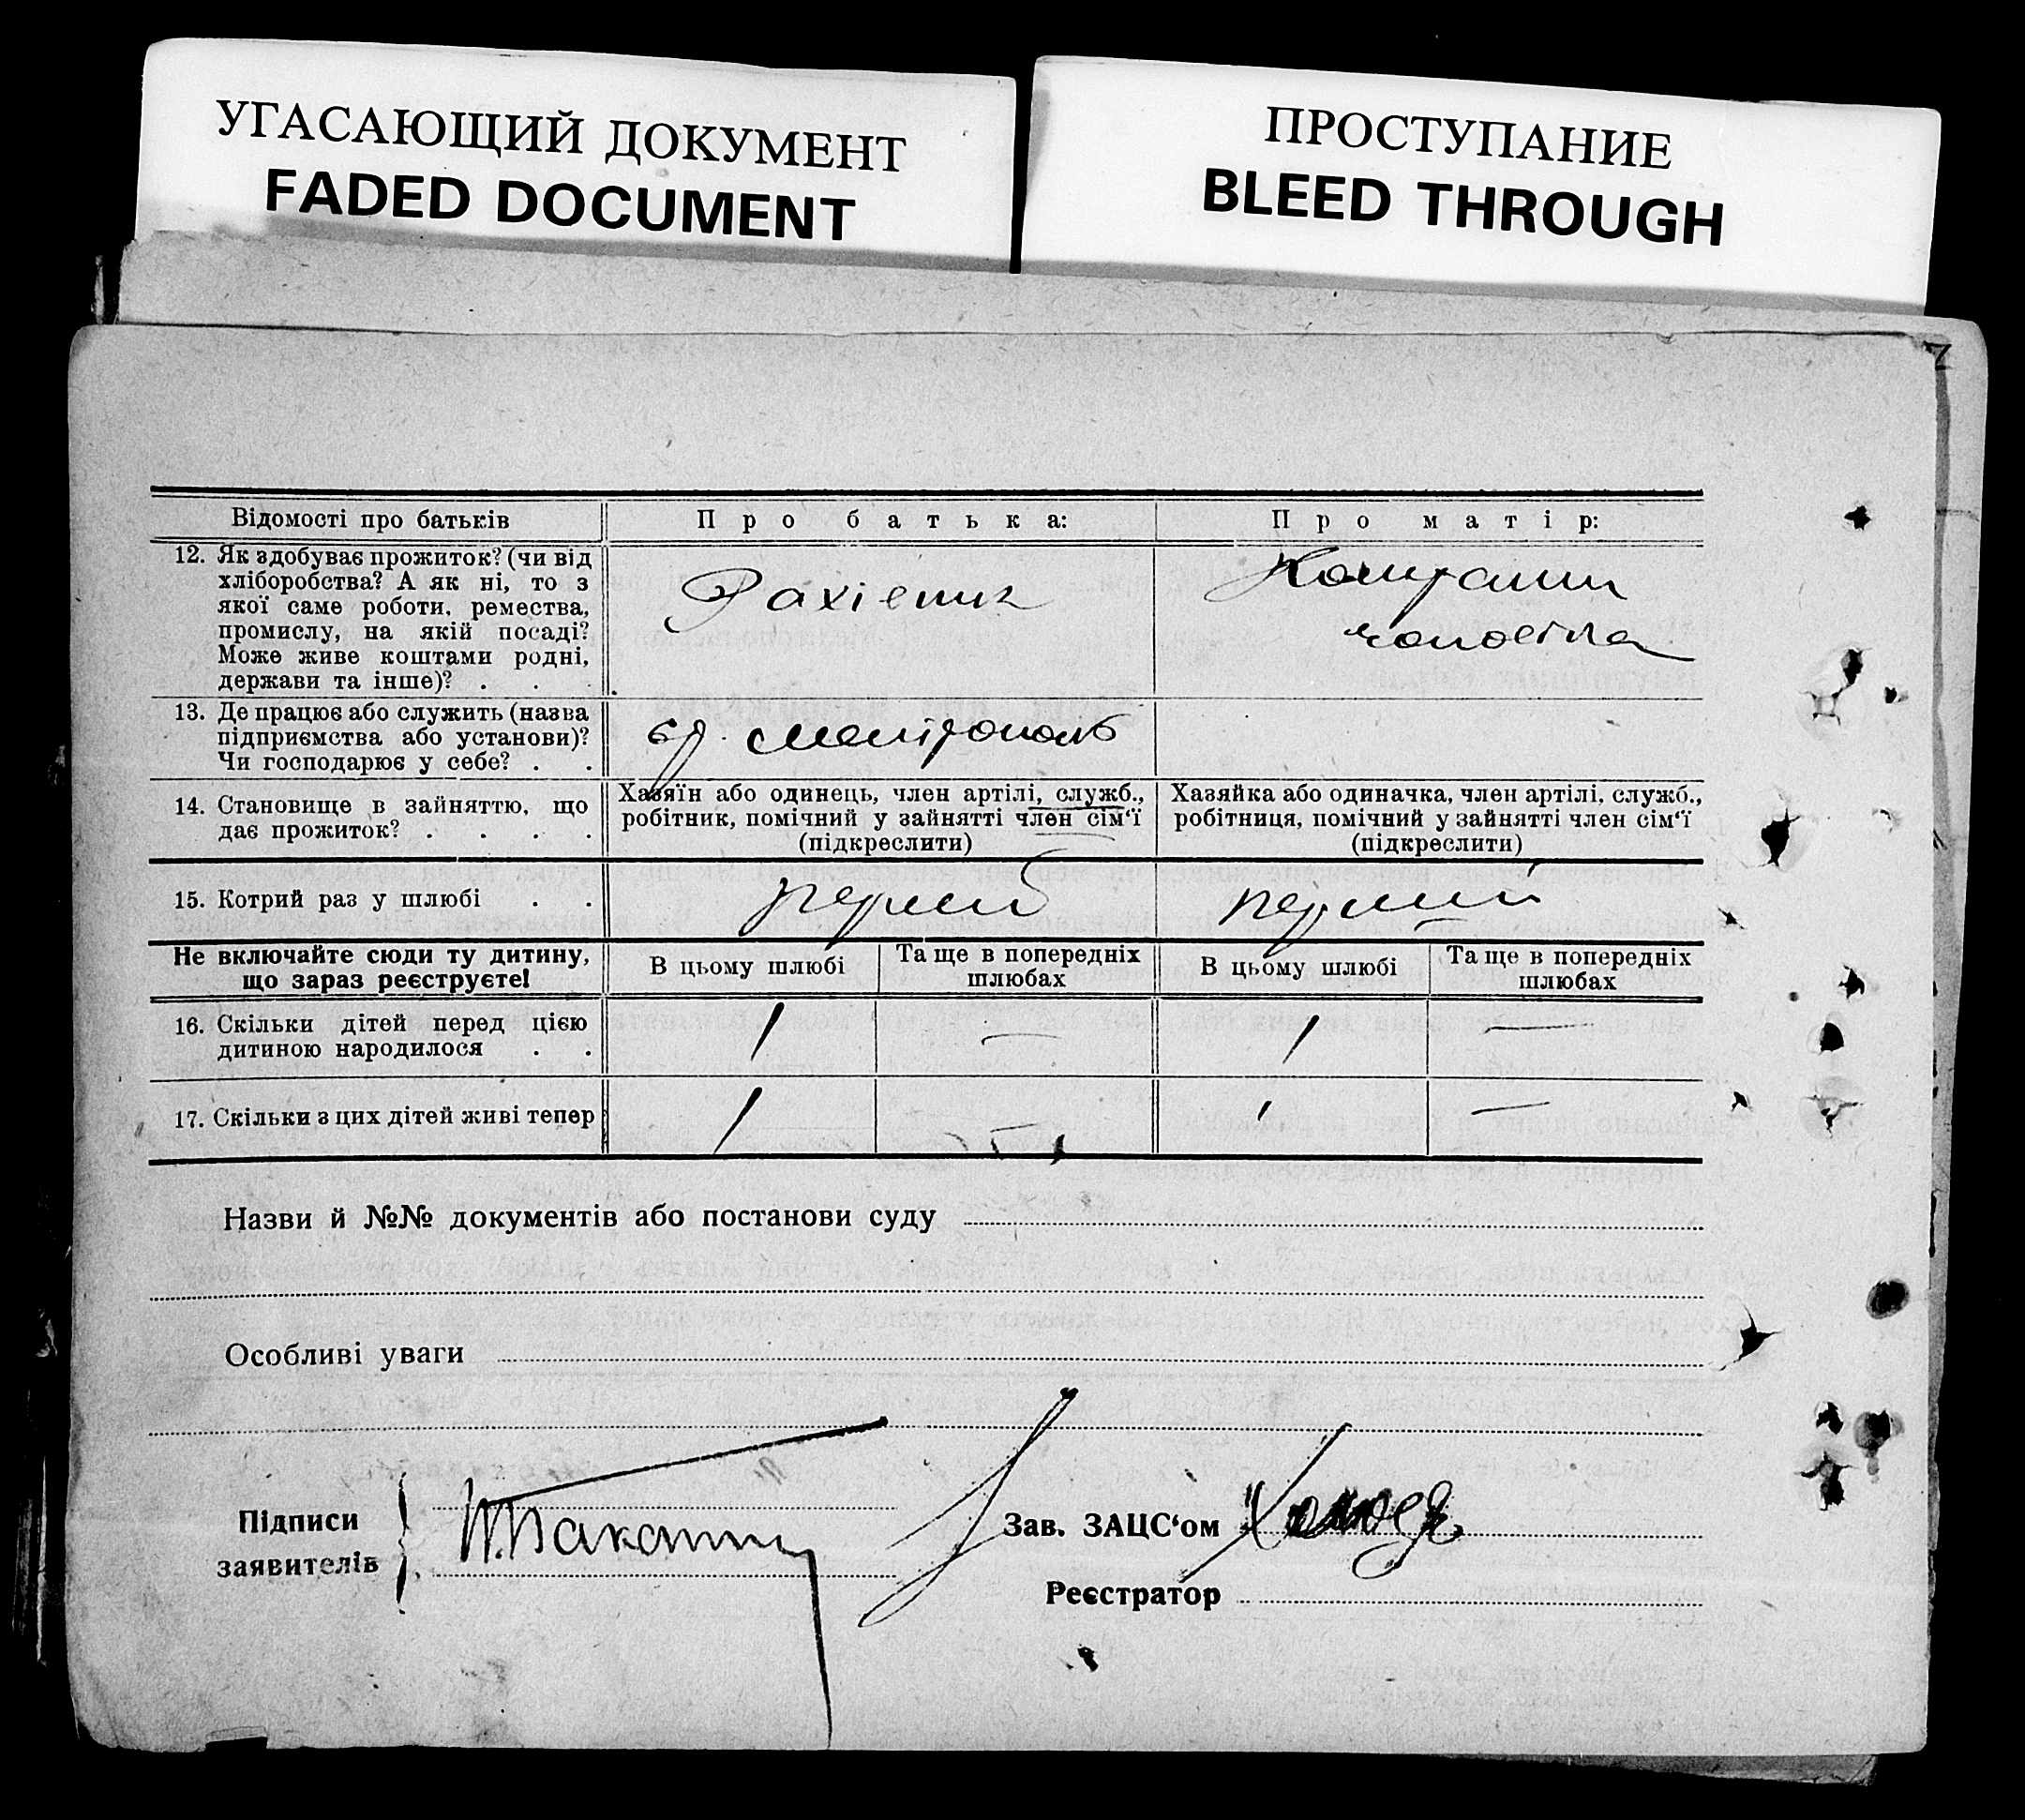 УГАСАЮЩИЙ ДОКУМЕНТ
FADED DOCUMENT
ПРОСТУПАНИЕ
BLEED THROUGH
Відомості про батьків
Про батька:
Про матір:
12. Як здобуває прожиток? (чи від
хліборобства? А як ні, то з
якої саме роботи, ремества,
промислу, на якій посаді?
Може живе коштами родні,
держави та інше)? . .
Рахівник
Коштами
чоловіка
13. Де працює або служить (назва
підприємства або установи)?
Чи господарює у себе? . .
14. Становище в зайняттю, що
дає прожиток? . . . .
Хазяїн або одинець, член артілі, служб.,
робітник, помічний у зайнятті член сім‘ї
(підкреслити)
Хазяйка або одиначка, член артілі, служб.,
робітниця, помічний у зайнятті член сім‘ї
(підкреслити)
15. Котрий раз у шлюбі . .
перший
перший
Не включайте сюди ту дитину,
що зараз реєструєте!
В цьому шлюбі
Та ще в попередніх
шлюбах
В цьому шлюбі
Та ще в попередніх
шлюбах
16. Скільки дітей перед цією
дитиною народилося . .
1 — 1 —
17. Скільки з цих дітей живі тепер
1 — 1 —
Назви й №№ документів або постанови суду
Особливі уваги
Підписи
заявителів
Зав. ЗАЦС‘ом
Реєстратор